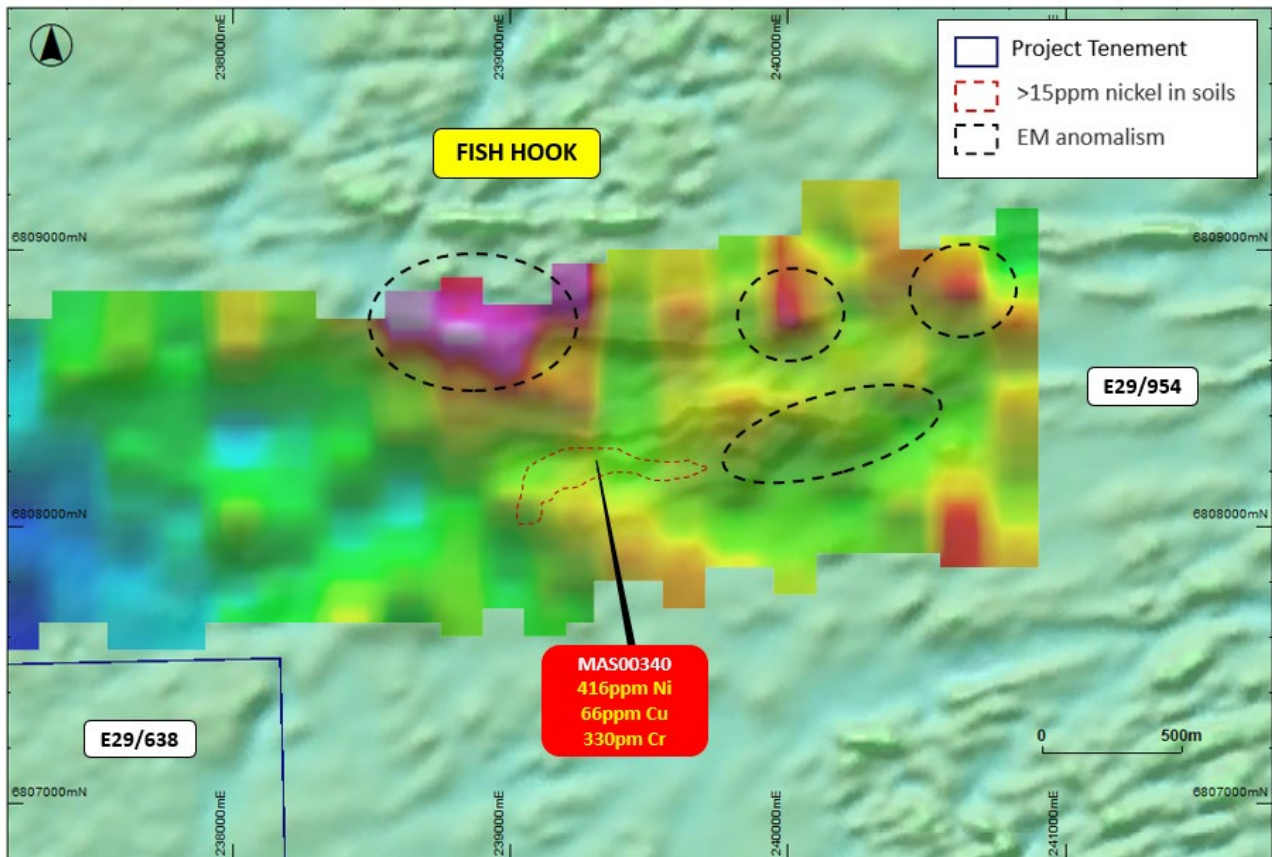 238000mE
239000mE
240000mE
Project Tenement
>15ppm nickel in soils
EM anomalism
FISH HOOK
6809000mN
6809000mN
E29/954
6808000mN
6808000mN
MAS00340
416ppm Ni
66ppm Cu
330pm Cr
E29/638
0 500m
6807000mN
6807000mN
238000mE
239000mE
240000mE
241000mE